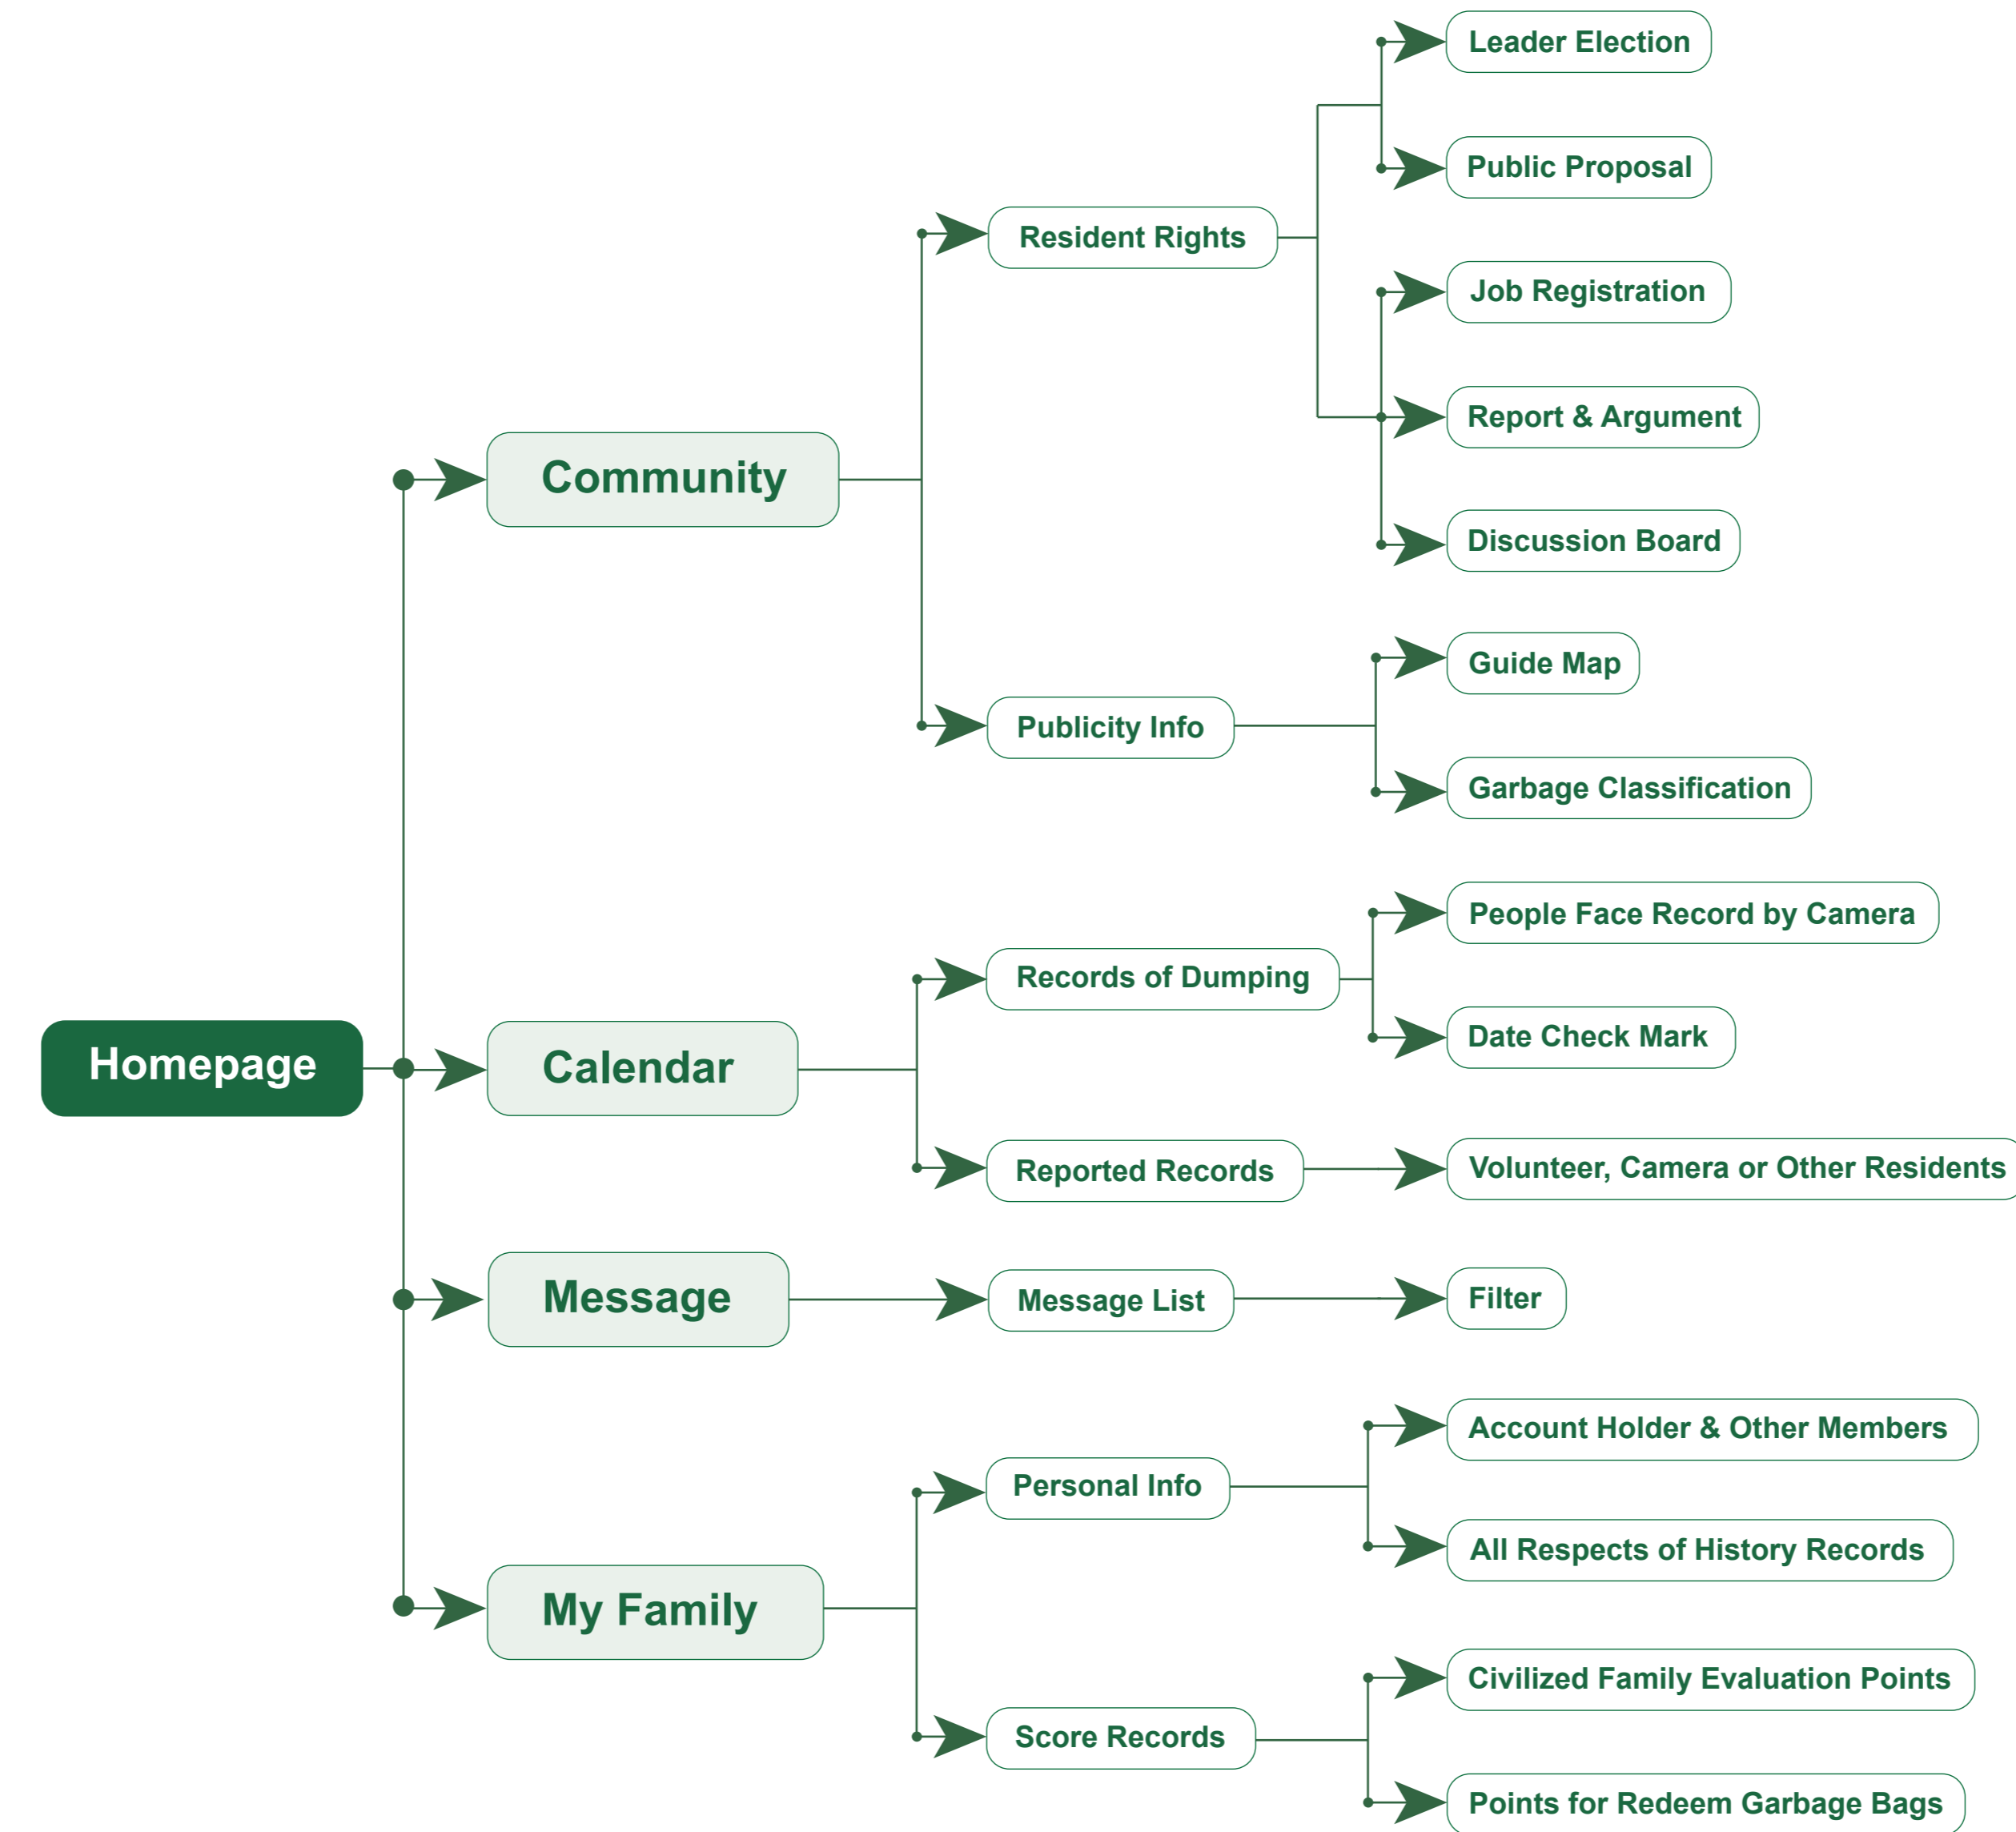 Homepage
Community
Resident Rights
Leader Election
Public Proposal
Job Registration
Report & Argument
Discussion Board
Publicity Info
Guide Map
Garbage Classification
Calendar
Records of Dumping
People Face Record by Camera
Date Check Mark
Reported Records
Volunteer, Camera or Other Residents
Message
Message List
Filter
My Family
Personal Info
Account Holder & Other Members
All Respects of History Records
Score Records
Civilized Family Evaluation Points
Points for Redeem Garbage Bags